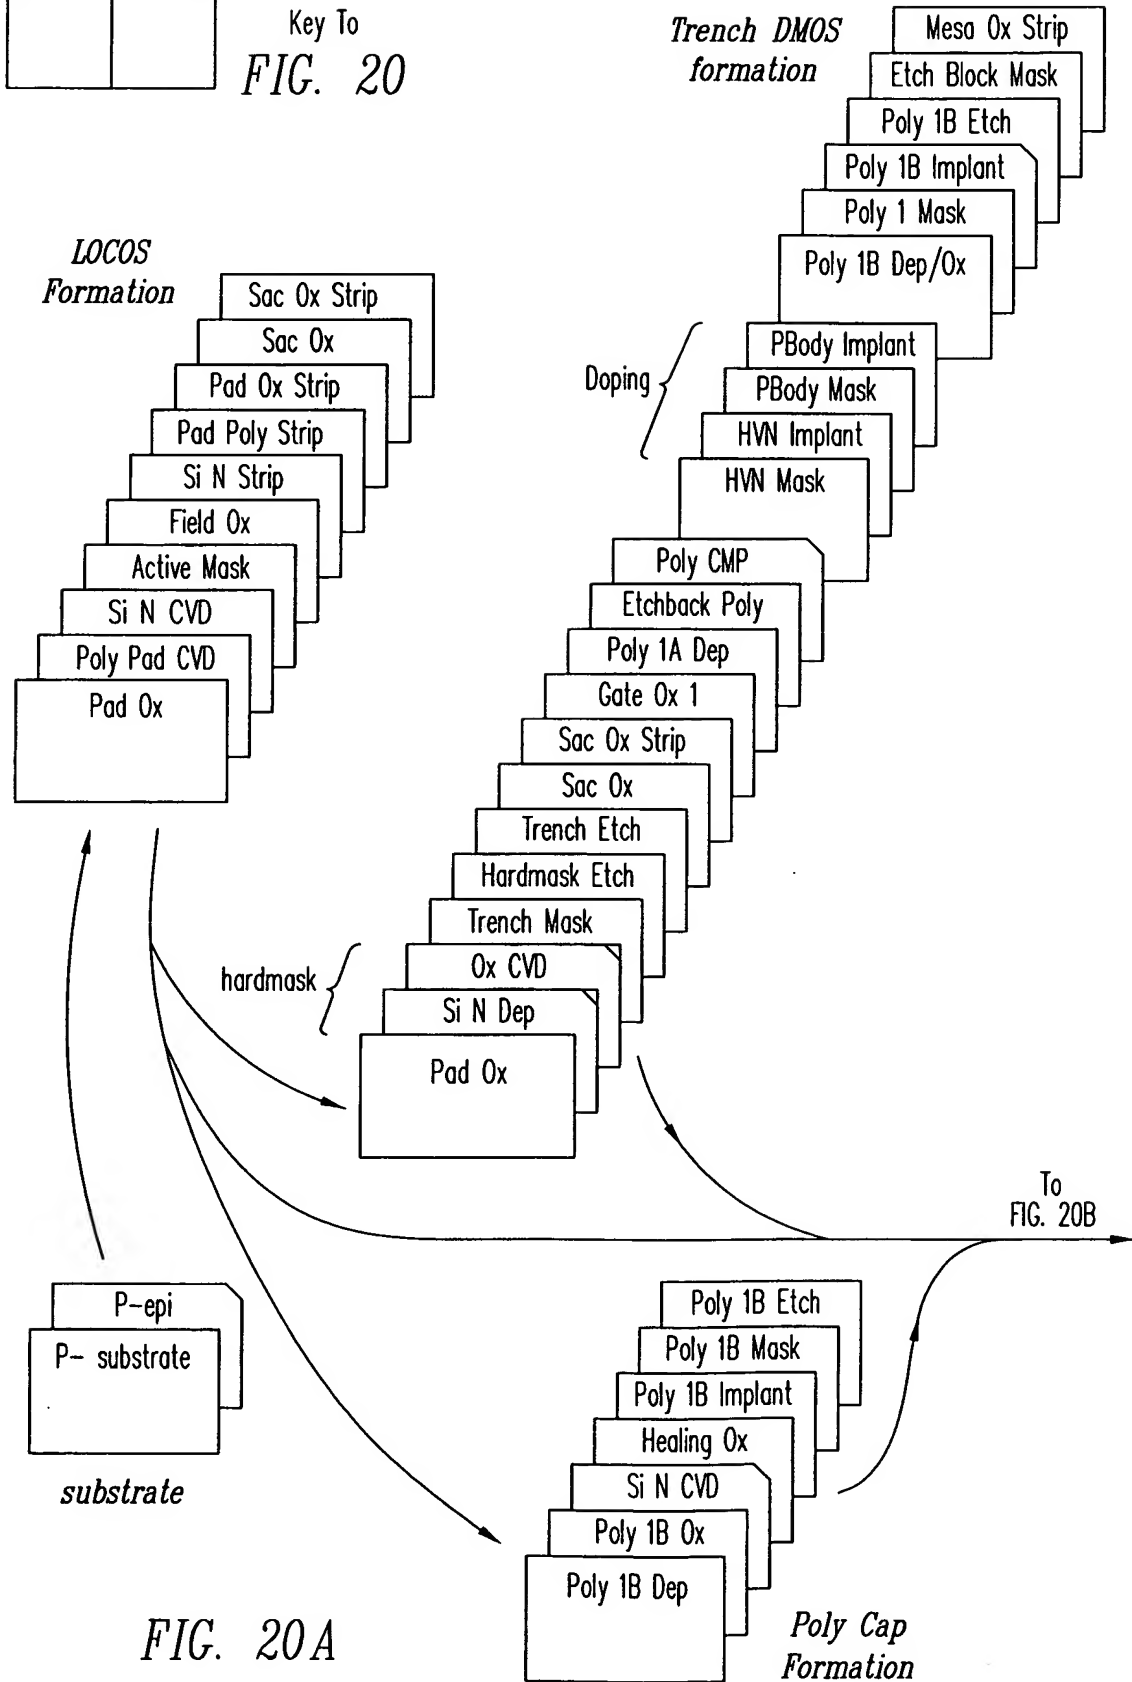 Key To
FIG. 20
Trench DMOS
formation
Mesa Ox Strip
Etch Block Mask
Poly 1B Etch
Poly 1B Implant
Poly 1 Mask
Poly 1B Dep/Ox
Doping
PBody Implant
PBody Mask
HVN Implant
HVN Mask
Poly CMP
Etchback Poly
Poly 1A Dep
Gate Ox 1
Sac Ox Strip
Sac Ox
Trench Etch
Hardmask Etch
Trench Mask
hardmask
Ox CVD
Si N Dep
Pad Ox
LOCOS
Formation
Sac Ox Strip
Sac Ox
Pad Ox Strip
Pad Poly Strip
Si N Strip
Field Ox
Active Mask
Si N CVD
Poly Pad CVD
Pad Ox
To
FIG. 20B
P-epi
P- substrate
substrate
Poly 1B Etch
Poly 1B Mask
Poly 1B Implant
Healing Ox
Si N CVD
Poly 1B Ox
Poly 1B Dep
Poly Cap
Formation
FIG. 20A